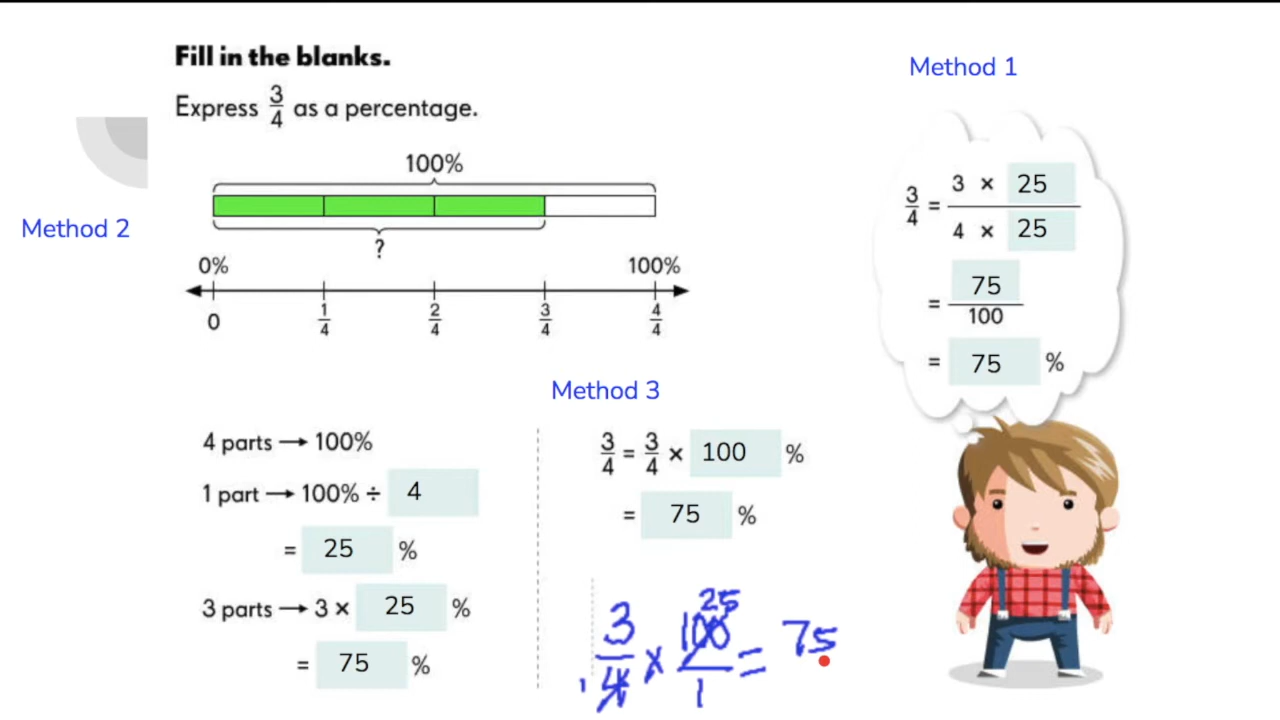 Fill in the blanks.
Express 3/4 as a percentage.
Method 2
100%
?
0% 100%
0 1/4 2/4 3/4 4/4
4 parts → 100%
1 part → 100% ÷ 4
= 25 %
3 parts → 3 × 25 %
= 75 %
Method 3
3/4 = 3/4 × 100 %
= 75 %
3/4 × 100/1 = 75
1 25
Method 1
3/4 = 3 × 25 / 4 × 25
= 75/100
= 75 %